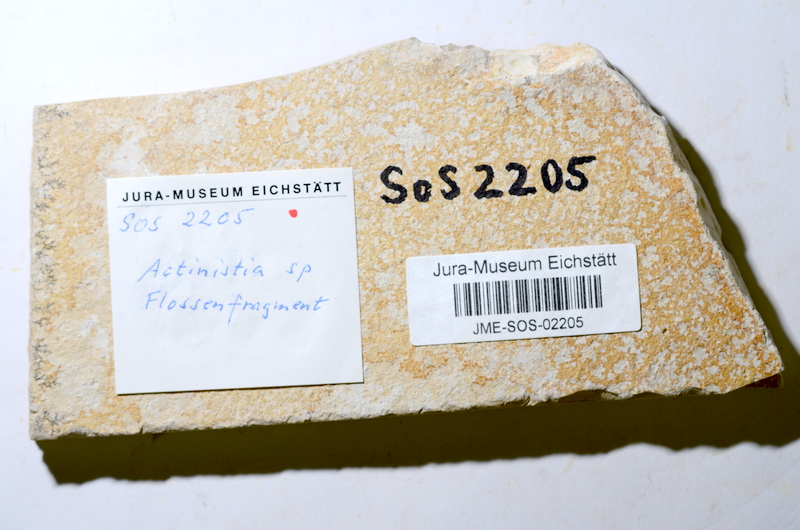 JURA-MUSEUM EICHSTÄTT
SOS 2205
Actinistia sp
Flossenfragment
SoS 2205
Jura-Museum Eichstätt
JME-SOS-02205